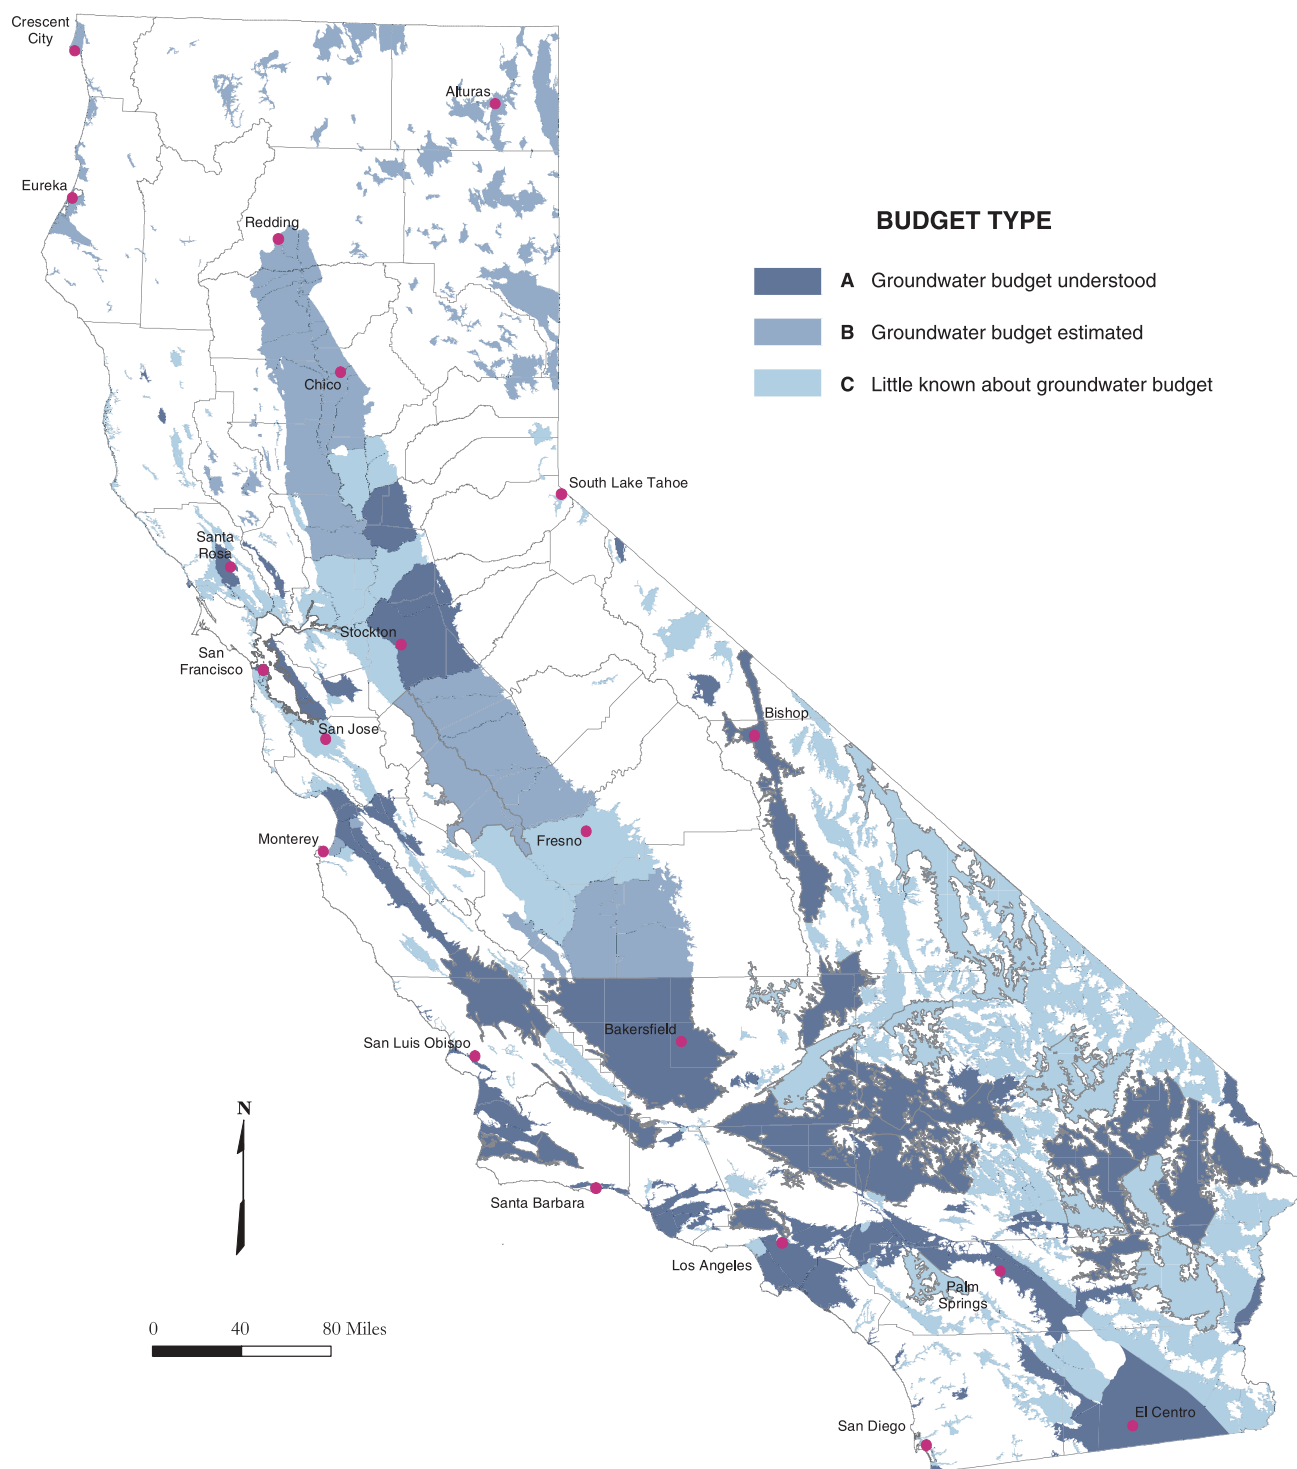 Crescent
City
Alturas
Eureka
Redding
BUDGET TYPE
A Groundwater budget understood
B Groundwater budget estimated
C Little known about groundwater budget
Chico
South Lake Tahoe
Santa
Rosa
Stockton
San
Francisco
San Jose
Bishop
Monterey
Fresno
Bakersfield
San Luis Obispo
N
Santa Barbara
Los Angeles
Palm
Springs
0 40 80 Miles
El Centro
San Diego